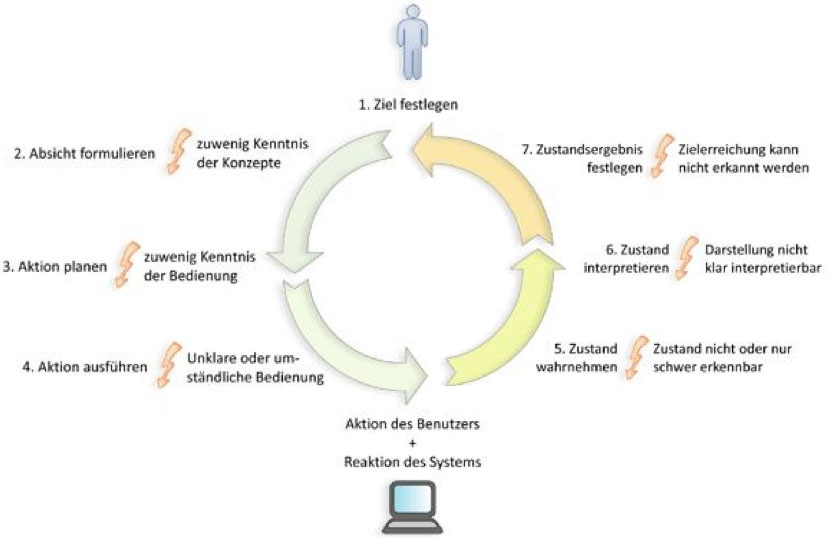 1. Ziel festlegen
2. Absicht formulieren
zuwenig Kenntnis
der Konzepte
3. Aktion planen
zuwenig Kenntnis
der Bedienung
4. Aktion ausführen
Unklare oder um-
ständliche Bedienung
Aktion des Benutzers
+
Reaktion des Systems
5. Zustand
wahrnehmen
Zustand nicht oder nur
schwer erkennbar
6. Zustand
interpretieren
Darstellung nicht
klar interpretierbar
7. Zustandsergebnis
festlegen
Zielerreichung kann
nicht erkannt werden